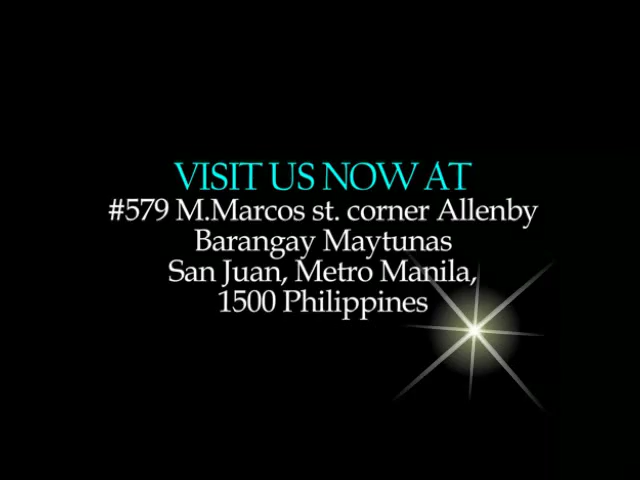 VISIT US NOW AT
#579 M.Marcos st. corner Allenby
Barangay Maytunas
San Juan, Metro Manila,
1500 Philippines